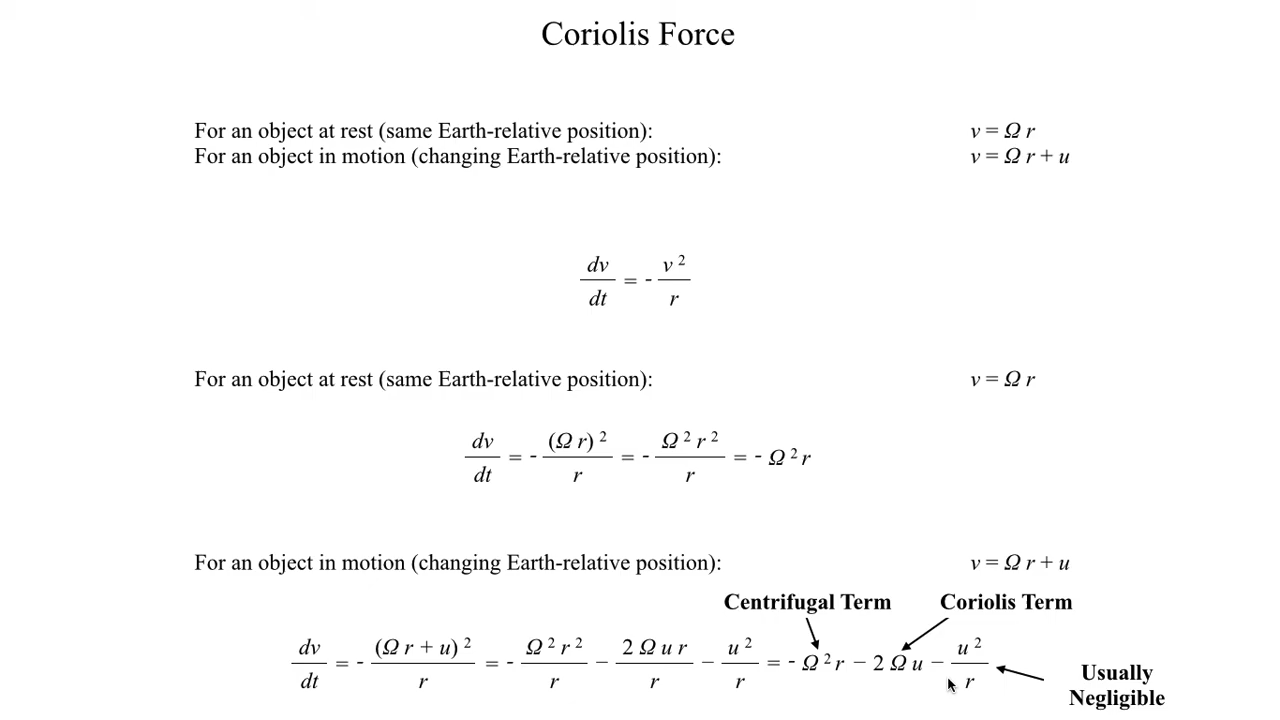 Coriolis Force
For an object at rest (same Earth-relative position): v = Ω r
For an object in motion (changing Earth-relative position): v = Ω r + u
dv/dt = - v²/r
For an object at rest (same Earth-relative position): v = Ω r
dv/dt = - (Ω r)²/r = - Ω² r²/r = - Ω² r
For an object in motion (changing Earth-relative position): v = Ω r + u
Centrifugal Term Coriolis Term
dv/dt = - (Ω r + u)²/r = - Ω² r²/r − 2 Ω u r/r − u²/r = - Ω² r − 2 Ω u − u²/r
Usually
Negligible